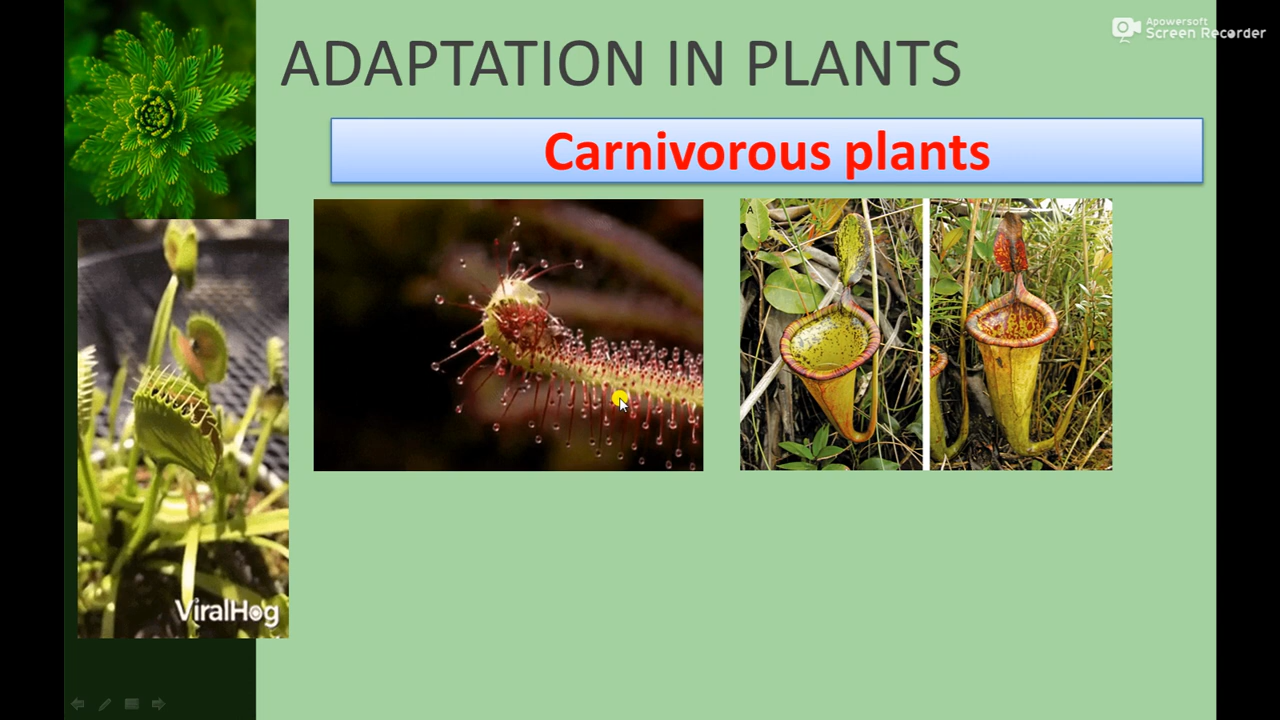 Apowersoft
Screen Recorder
ADAPTATION IN PLANTS
Carnivorous plants
A
ViralHog